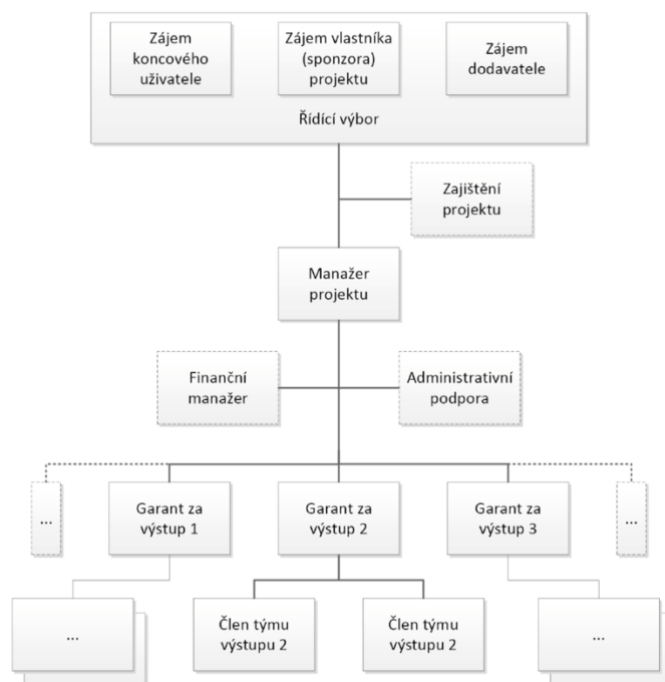 Zájem
koncového
uživatele
Zájem vlastníka
(sponzora)
projektu
Zájem
dodavatele
Řídící výbor
Zajištění
projektu
Manažer
projektu
Finanční
manažer
Administrativní
podpora
...
Garant za
výstup 1
Garant za
výstup 2
Garant za
výstup 3
...
...
Člen týmu
výstupu 2
Člen týmu
výstupu 2
...